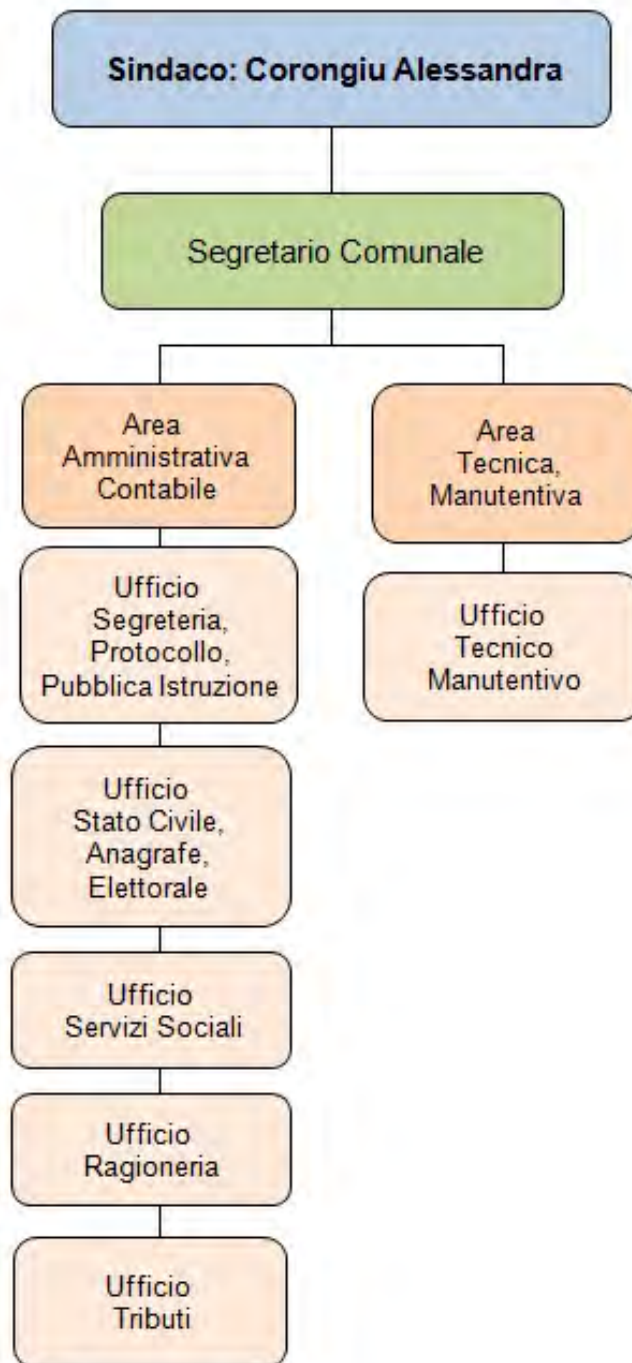 Sindaco: Corongiu Alessandra
Segretario Comunale
Area
Amministrativa
Contabile
Area
Tecnica,
Manutentiva
Ufficio
Segreteria,
Protocollo,
Pubblica Istruzione
Ufficio
Tecnico
Manutentivo
Ufficio
Stato Civile,
Anagrafe,
Elettorale
Ufficio
Servizi Sociali
Ufficio
Ragioneria
Ufficio
Tributi